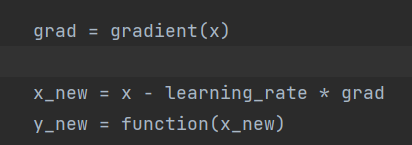 grad = gradient(x)
x_new = x - learning_rate * grad
y_new = function(x_new)